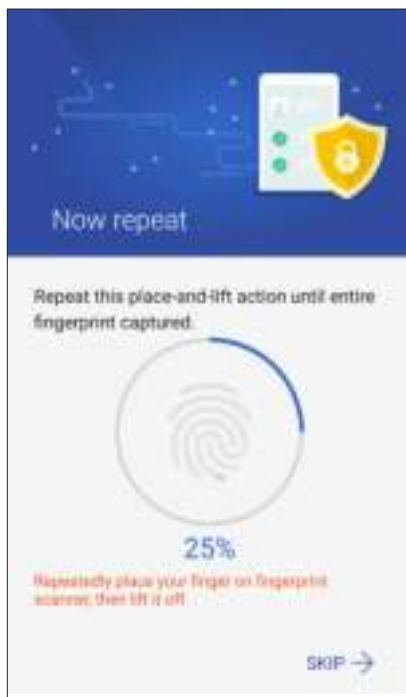 Now repeat
Repeat this place-and-lift action until entire
fingerprint captured.
25%
Repeatedly place your finger on fingerprint
scanner, then lift it off
SKIP